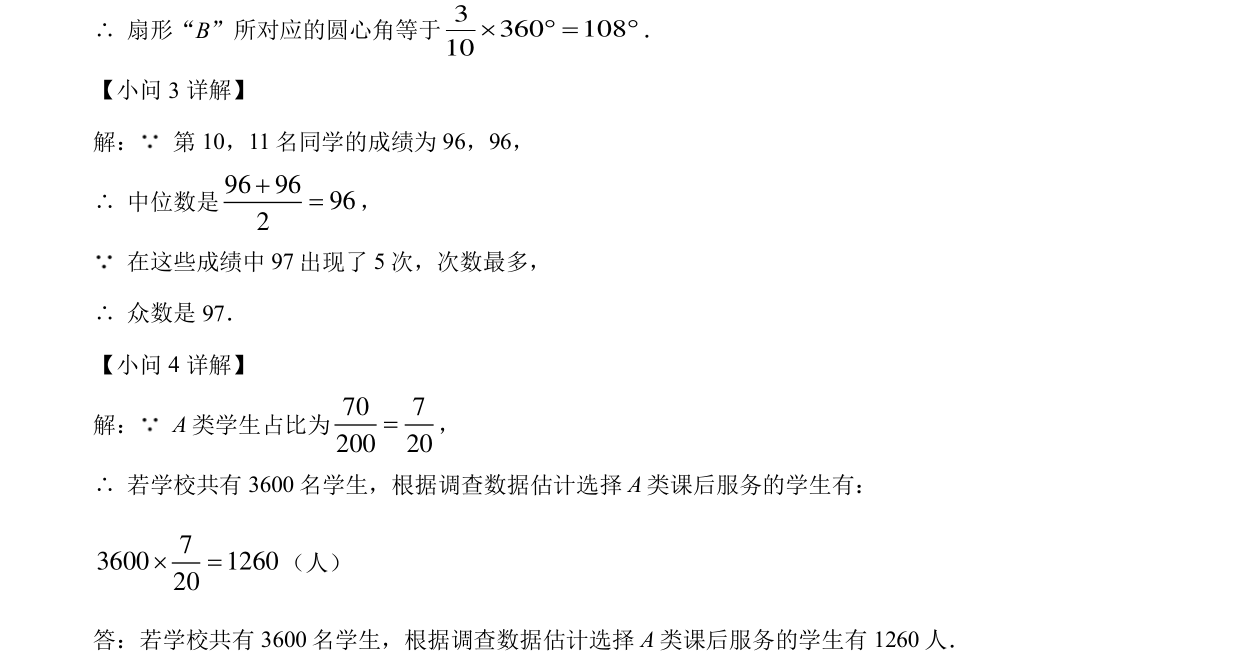 ∴ 扇形“B”所对应的圆心角等于 3/10 × 360° = 108°．
【小问 3 详解】
解：∵ 第 10，11 名同学的成绩为 96，96，
∴ 中位数是 (96 + 96)/2 = 96，
∵ 在这些成绩中 97 出现了 5 次，次数最多，
∴ 众数是 97．
【小问 4 详解】
解：∵ A 类学生占比为 70/200 = 7/20，
∴ 若学校共有 3600 名学生，根据调查数据估计选择 A 类课后服务的学生有：
3600 × 7/20 = 1260（人）
答：若学校共有 3600 名学生，根据调查数据估计选择 A 类课后服务的学生有 1260 人．